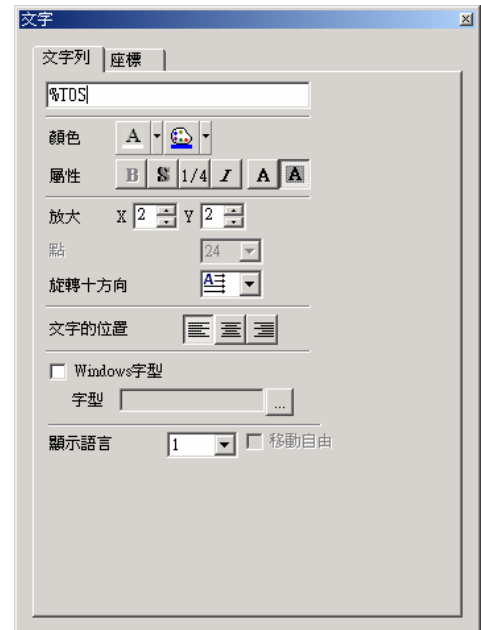 文字
文字列 座標
%TOS
顏色 A
屬性 B S 1/4 I A A
放大 X 2 Y 2
點 24
旋轉十方向 A
文字的位置
Windows字型
字型 ...
顯示語言 1 移動自由